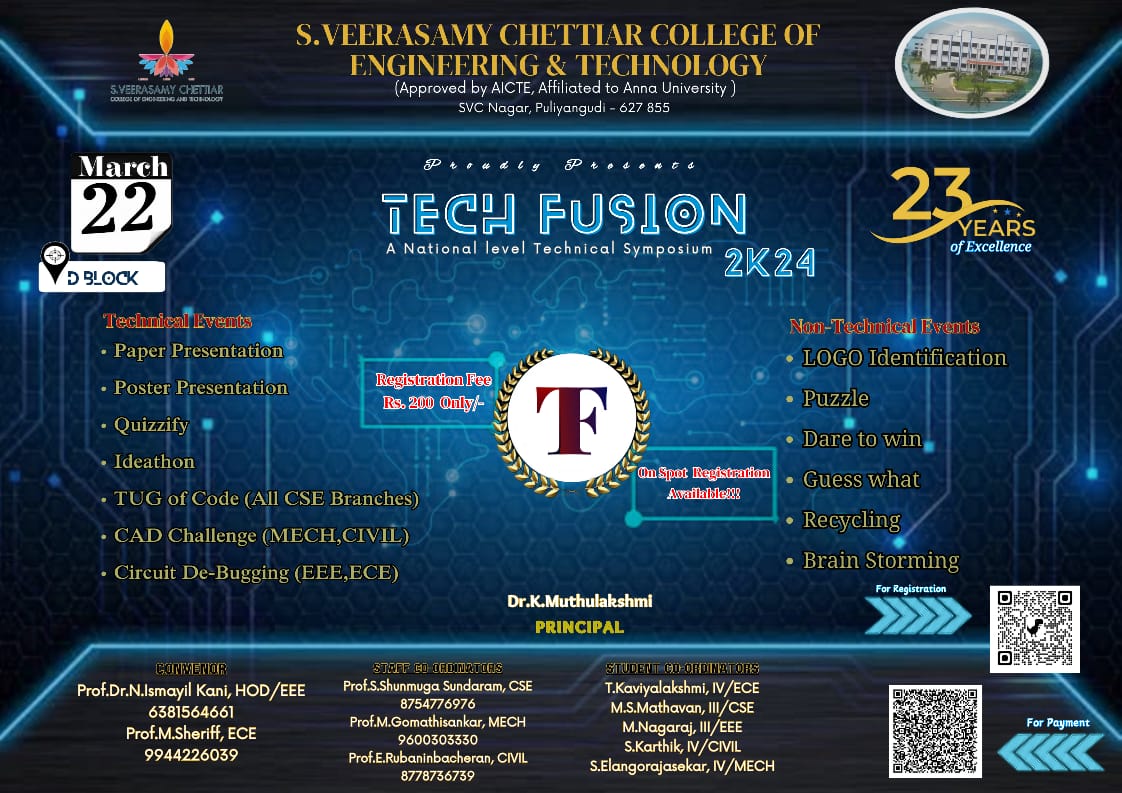 S.VEERASAMY CHETTIAR
COLLEGE OF ENGINEERING AND TECHNOLOGY
S.VEERASAMY CHETTIAR COLLEGE OF
ENGINEERING & TECHNOLOGY
(Approved by AICTE, Affiliated to Anna University )
SVC Nagar, Puliyangudi - 627 855
March
22
D BLOCK
Proudly Presents
TECH FUSION
A National level Technical Symposium
2K24
23
YEARS
of Excellence
Technical Events
• Paper Presentation
• Poster Presentation
• Quizzify
• Ideathon
• TUG of Code (All CSE Branches)
• CAD Challenge (MECH,CIVIL)
• Circuit De-Bugging (EEE,ECE)
Registration Fee
Rs. 200 Only/-
TF
On Spot Registration
Available!!!
Non-Technical Events
• LOGO Identification
• Puzzle
• Dare to win
• Guess what
• Recycling
• Brain Storming
Dr.K.Muthulakshmi
PRINCIPAL
For Registration
CONVENOR
Prof.Dr.N.Ismayil Kani, HOD/EEE
6381564661
Prof.M.Sheriff, ECE
9944226039
STAFF CO-ORDINATORS
Prof.S.Shunmuga Sundaram, CSE
8754776976
Prof.M.Gomathisankar, MECH
9600303330
Prof.E.Rubaninbacheran, CIVIL
8778736739
STUDENT CO-ORDINATORS
T.Kaviyalakshmi, IV/ECE
M.S.Mathavan, III/CSE
M.Nagaraj, III/EEE
S.Karthik, IV/CIVIL
S.Elangorajasekar, IV/MECH
For Payment